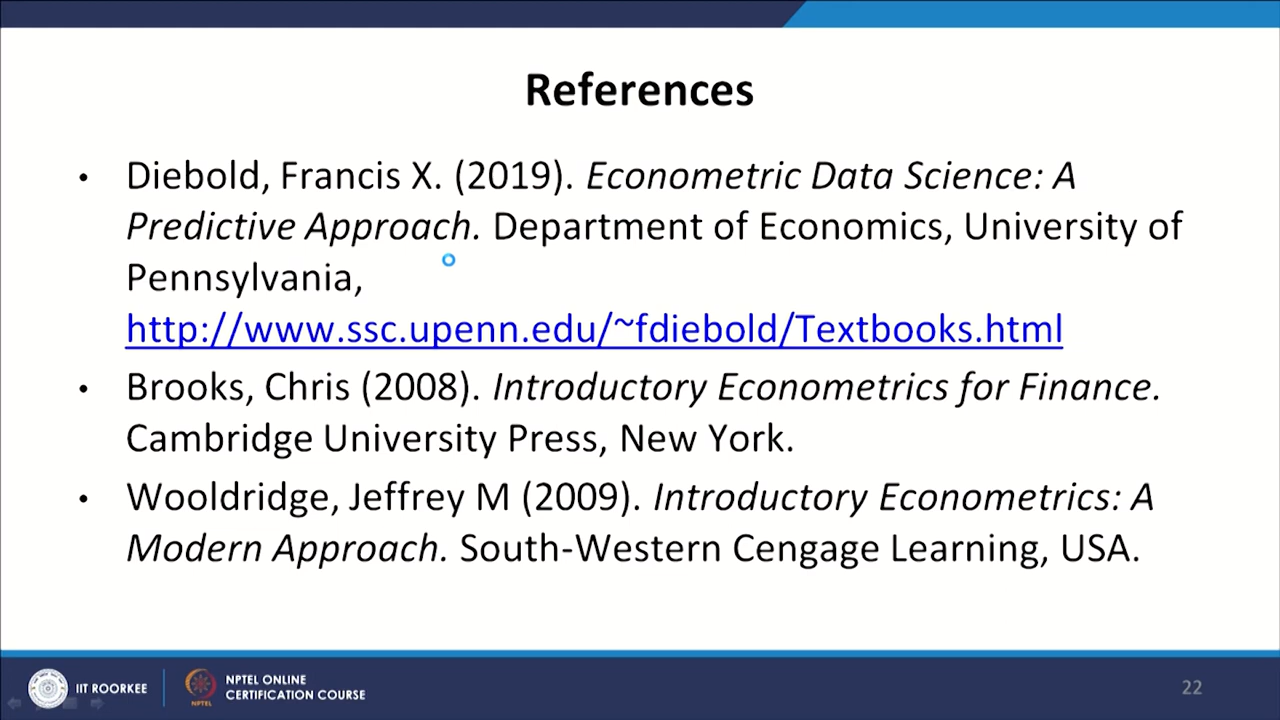 References
• Diebold, Francis X. (2019). Econometric Data Science: A
Predictive Approach. Department of Economics, University of
Pennsylvania,
http://www.ssc.upenn.edu/~fdiebold/Textbooks.html
• Brooks, Chris (2008). Introductory Econometrics for Finance.
Cambridge University Press, New York.
• Wooldridge, Jeffrey M (2009). Introductory Econometrics: A
Modern Approach. South-Western Cengage Learning, USA.
IIT ROORKEE
NPTEL
NPTEL ONLINE
CERTIFICATION COURSE
22